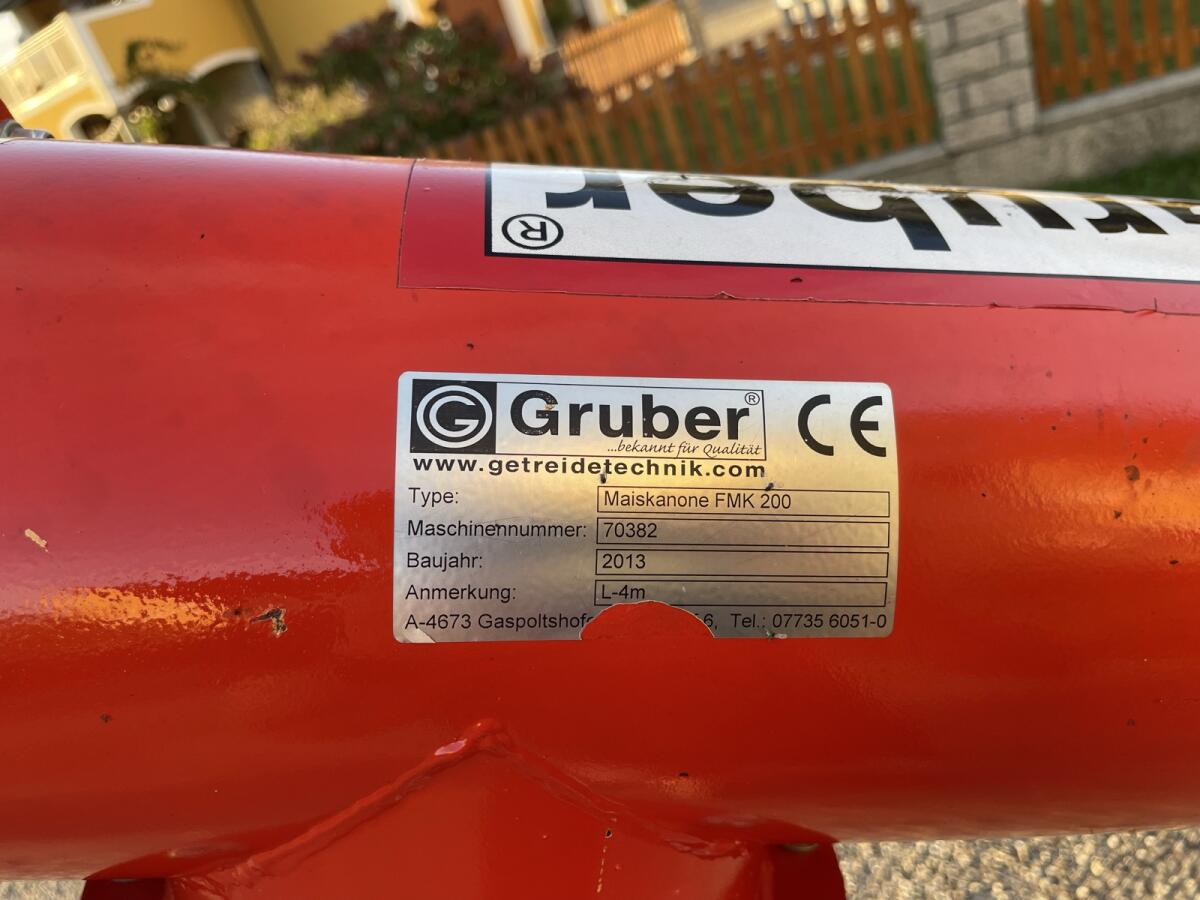 Gruber ®
G Gruber ® CE
...bekannt für Qualität
www.getreidetechnik.com
Type: Maiskanone FMK 200
Maschinennummer: 70382
Baujahr: 2013
Anmerkung: L-4m
A-4673 6, Tel.: 07735 6051-0